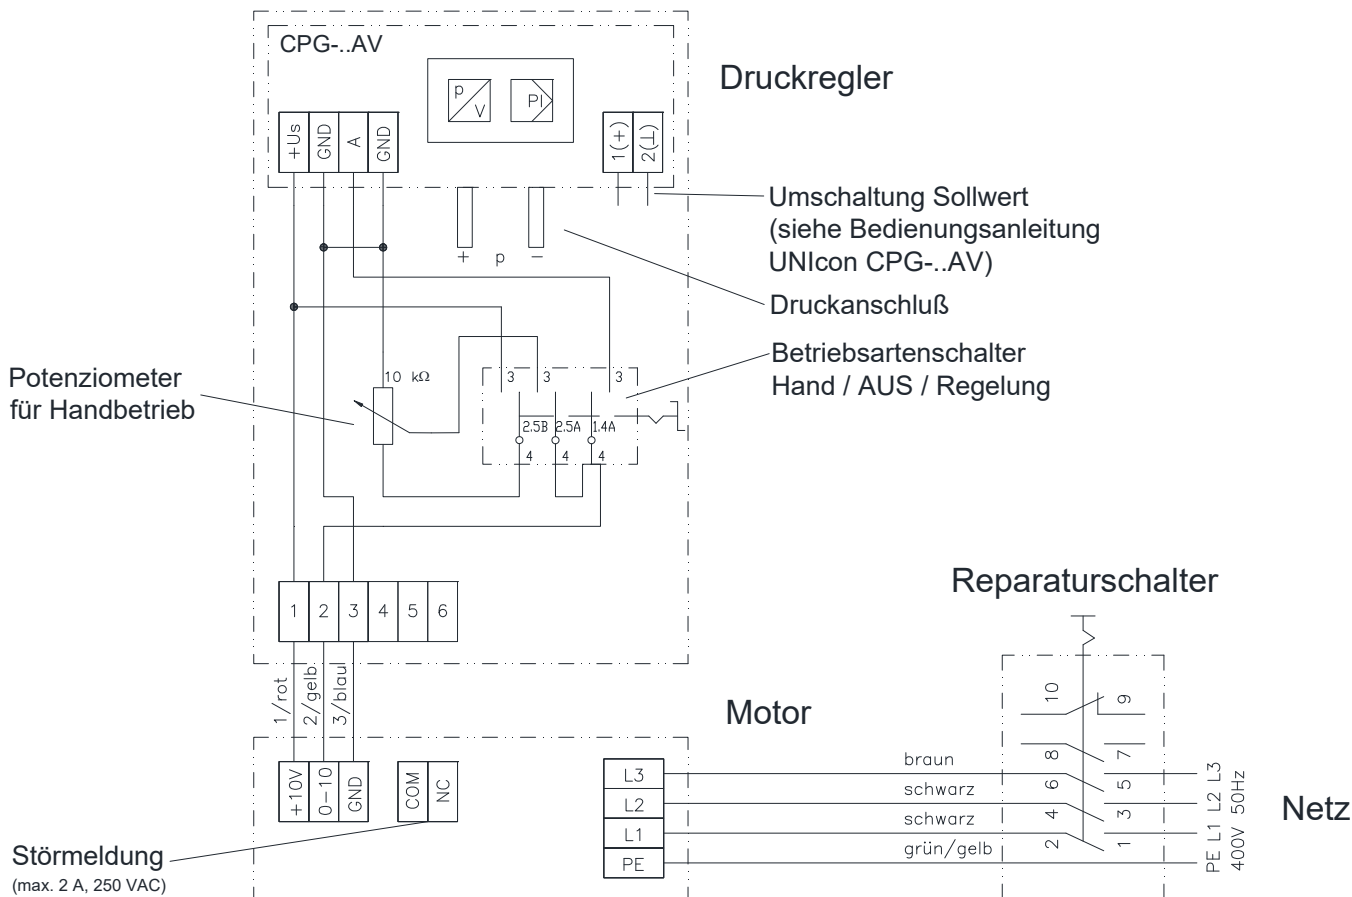 CPG-..AV
Druckregler
p
V
PI
+Us
GND
A
GND
1(+)
2(⊥)
Umschaltung Sollwert
(siehe Bedienungsanleitung
UNIcon CPG-..AV)
+ p −
Druckanschluß
Betriebsartenschalter
Hand / AUS / Regelung
Potenziometer
für Handbetrieb
10 kΩ
3 3 3
2.5B 2.5A 1.4A
4 4 4
1 2 3 4 5 6
1/rot
2/gelb
3/blau
Reparaturschalter
Motor
10 9
8 7
6 5
4 3
2 1
+10V
0-10
GND
COM
NC
L3
L2
L1
PE
braun
schwarz
schwarz
grün/gelb
PE L1 L2 L3
400V 50Hz
Netz
Störmeldung
(max. 2 A, 250 VAC)